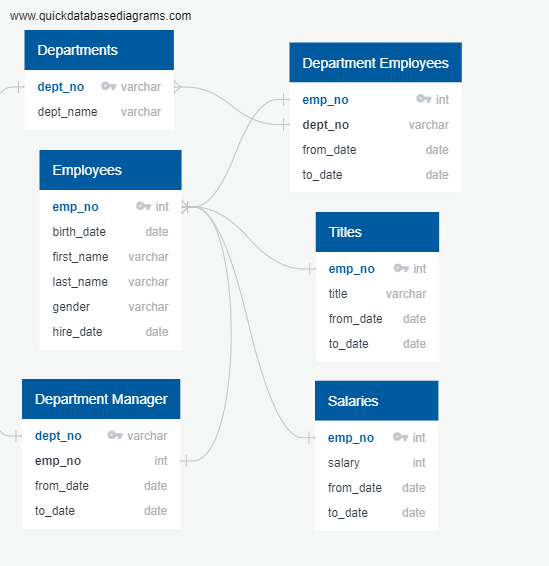 www.quickdatabasediagrams.com
Departments
dept_no varchar
dept_name varchar
Department Employees
emp_no int
dept_no varchar
from_date date
to_date date
Employees
emp_no int
birth_date date
first_name varchar
last_name varchar
gender varchar
hire_date date
Titles
emp_no int
title varchar
from_date date
to_date date
Department Manager
dept_no varchar
emp_no int
from_date date
to_date date
Salaries
emp_no int
salary int
from_date date
to_date date